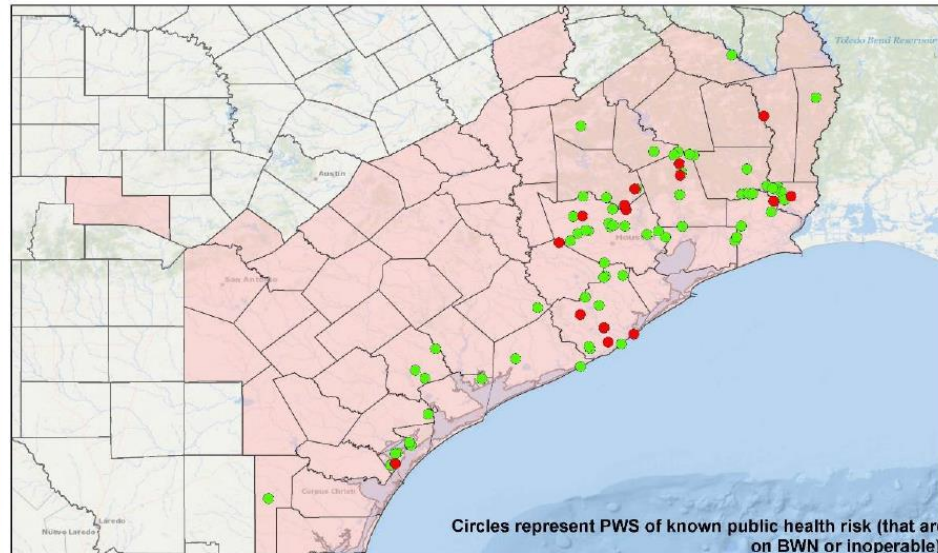 Toledo Bend Reservoir
Austin
Houston
San Antonio
Corpus Christi
Laredo
Nuevo Laredo
Circles represent PWS of known public health risk (that are
on BWN or inoperable)